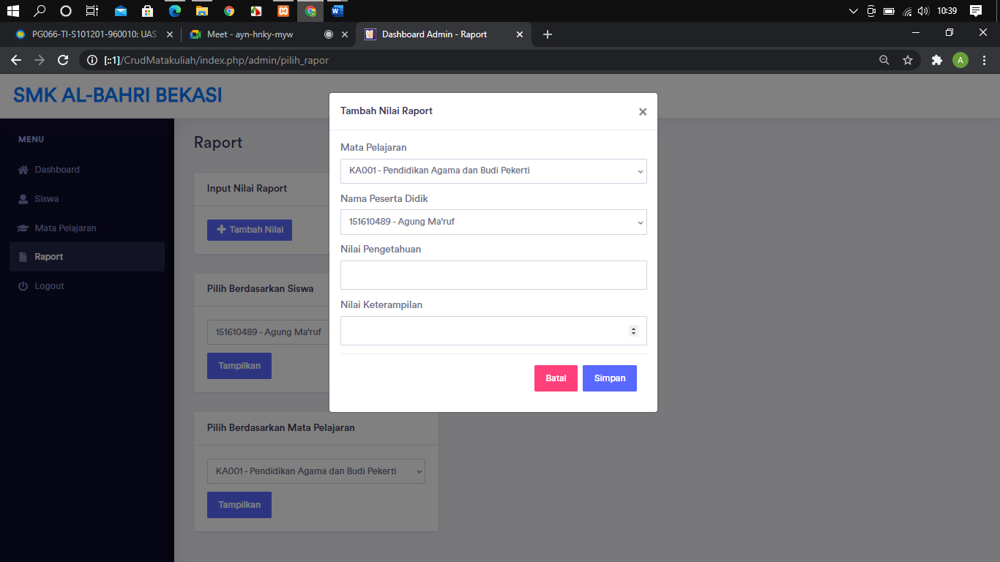 10:39
PG066-TI-S101201-960010: UAS
Meet - ayn-hnky-myw
Dashboard Admin - Raport
[::1]/CrudMatakuliah/index.php/admin/pilih_rapor
A
SMK AL-BAHRI BEKASI
MENU
Dashboard
Siswa
Mata Pelajaran
Raport
Logout
Raport
Input Nilai Raport
Tambah Nilai
Pilih Berdasarkan Siswa
151610489 - Agung Ma'ruf
Tampilkan
Pilih Berdasarkan Mata Pelajaran
KA001 - Pendidikan Agama dan Budi Pekerti
Tampilkan
Tambah Nilai Raport
Mata Pelajaran
KA001 - Pendidikan Agama dan Budi Pekerti
Nama Peserta Didik
151610489 - Agung Ma'ruf
Nilai Pengetahuan
Nilai Keterampilan
Batal
Simpan